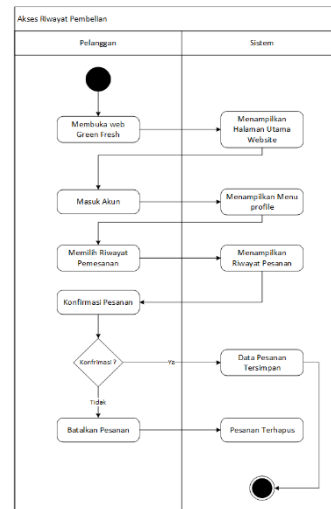 Akses Riwayat Pembelian
Pelanggan
Sistem
Membuka web
Green Fresh
Menampilkan
Halaman Utama
Website
Masuk Akun
Menampilkan Menu
profile
Memilih Riwayat
Pemesanan
Menampilkan
Riwayat Pesanan
Konfirmasi Pesanan
Konfrimasi ?
Ya
Data Pesanan
Tersimpan
Tidak
Batalkan Pesanan
Pesanan Terhapus